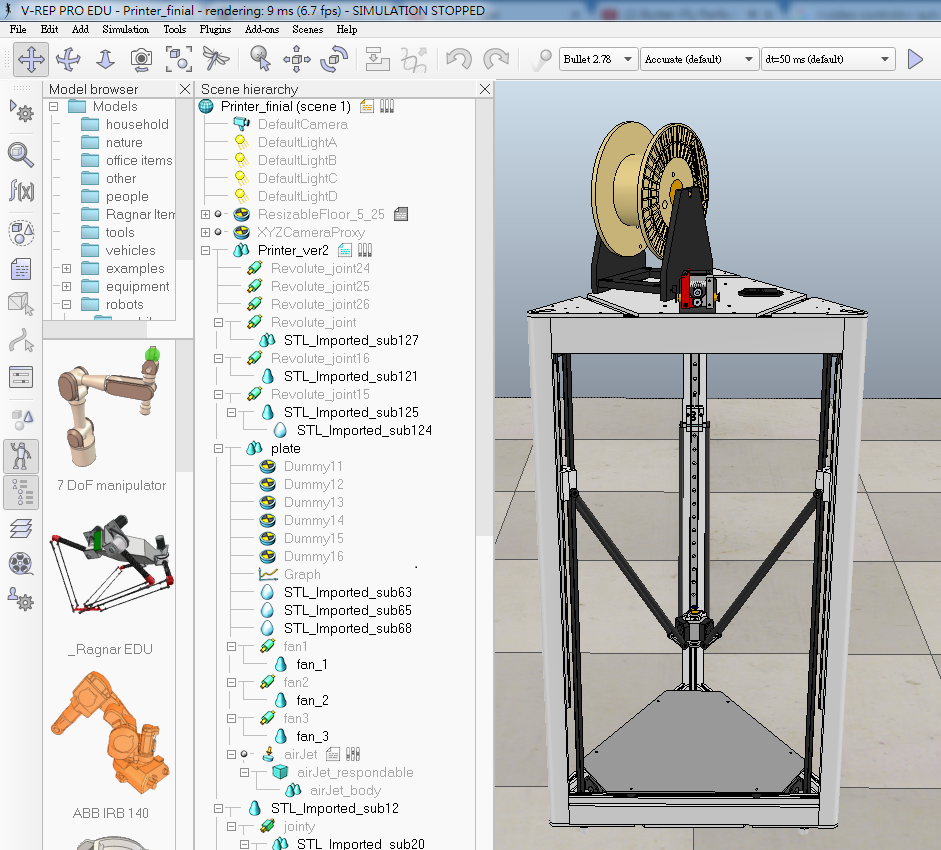 V-REP PRO EDU - Printer_finial - rendering: 9 ms (6.7 fps) - SIMULATION STOPPED
File Edit Add Simulation Tools Plugins Add-ons Scenes Help
Bullet 2.78 Accurate (default) dt=50 ms (default)
Model browser
Models
household
nature
office items
other
people
Ragnar Iten
tools
vehicles
examples
equipment
robots
7 DoF manipulator
_Ragnar EDU
ABB IRB 140
Scene hierarchy
Printer_finial (scene 1)
DefaultCamera
DefaultLightA
DefaultLightB
DefaultLightC
DefaultLightD
ResizableFloor_5_25
XYZCameraProxy
Printer_ver2
Revolute_joint24
Revolute_joint25
Revolute_joint26
Revolute_joint
STL_Imported_sub127
Revolute_joint16
STL_Imported_sub121
Revolute_joint15
STL_Imported_sub125
STL_Imported_sub124
plate
Dummy11
Dummy12
Dummy13
Dummy14
Dummy15
Dummy16
Graph
STL_Imported_sub63
STL_Imported_sub65
STL_Imported_sub68
fan1
fan_1
fan2
fan_2
fan3
fan_3
airJet
airJet_respondable
airJet_body
STL_Imported_sub12
jointy
STL_Imported_sub20
f(x)